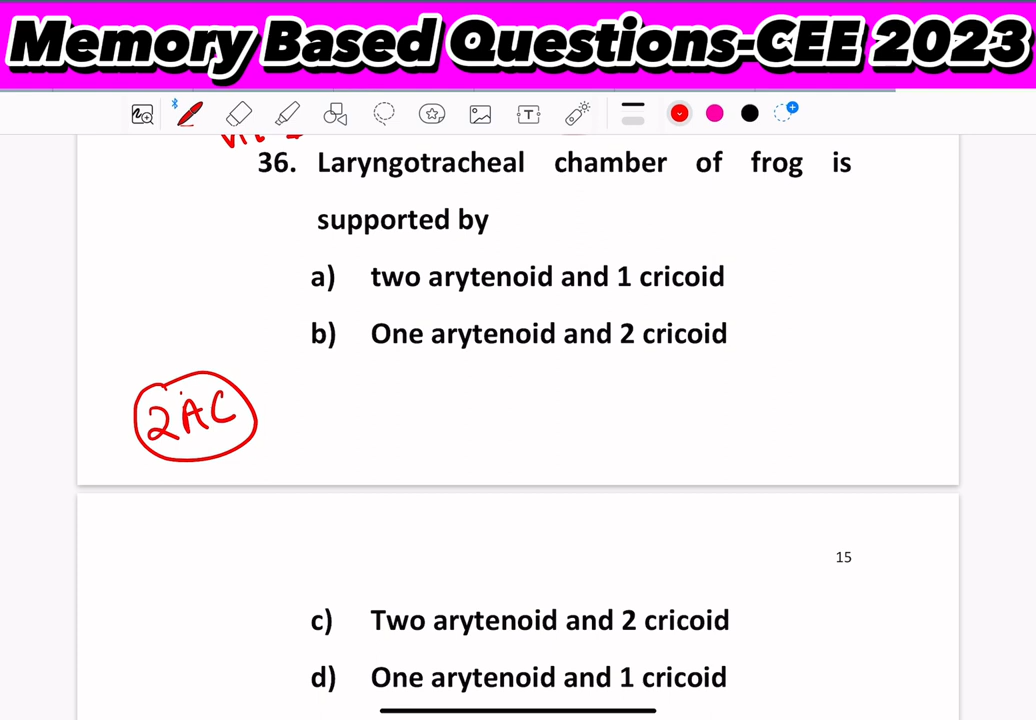 Memory Based Questions-CEE 2023
36. Laryngotracheal chamber of frog is
supported by
a) two arytenoid and 1 cricoid
b) One arytenoid and 2 cricoid
2AC
15
c) Two arytenoid and 2 cricoid
d) One arytenoid and 1 cricoid